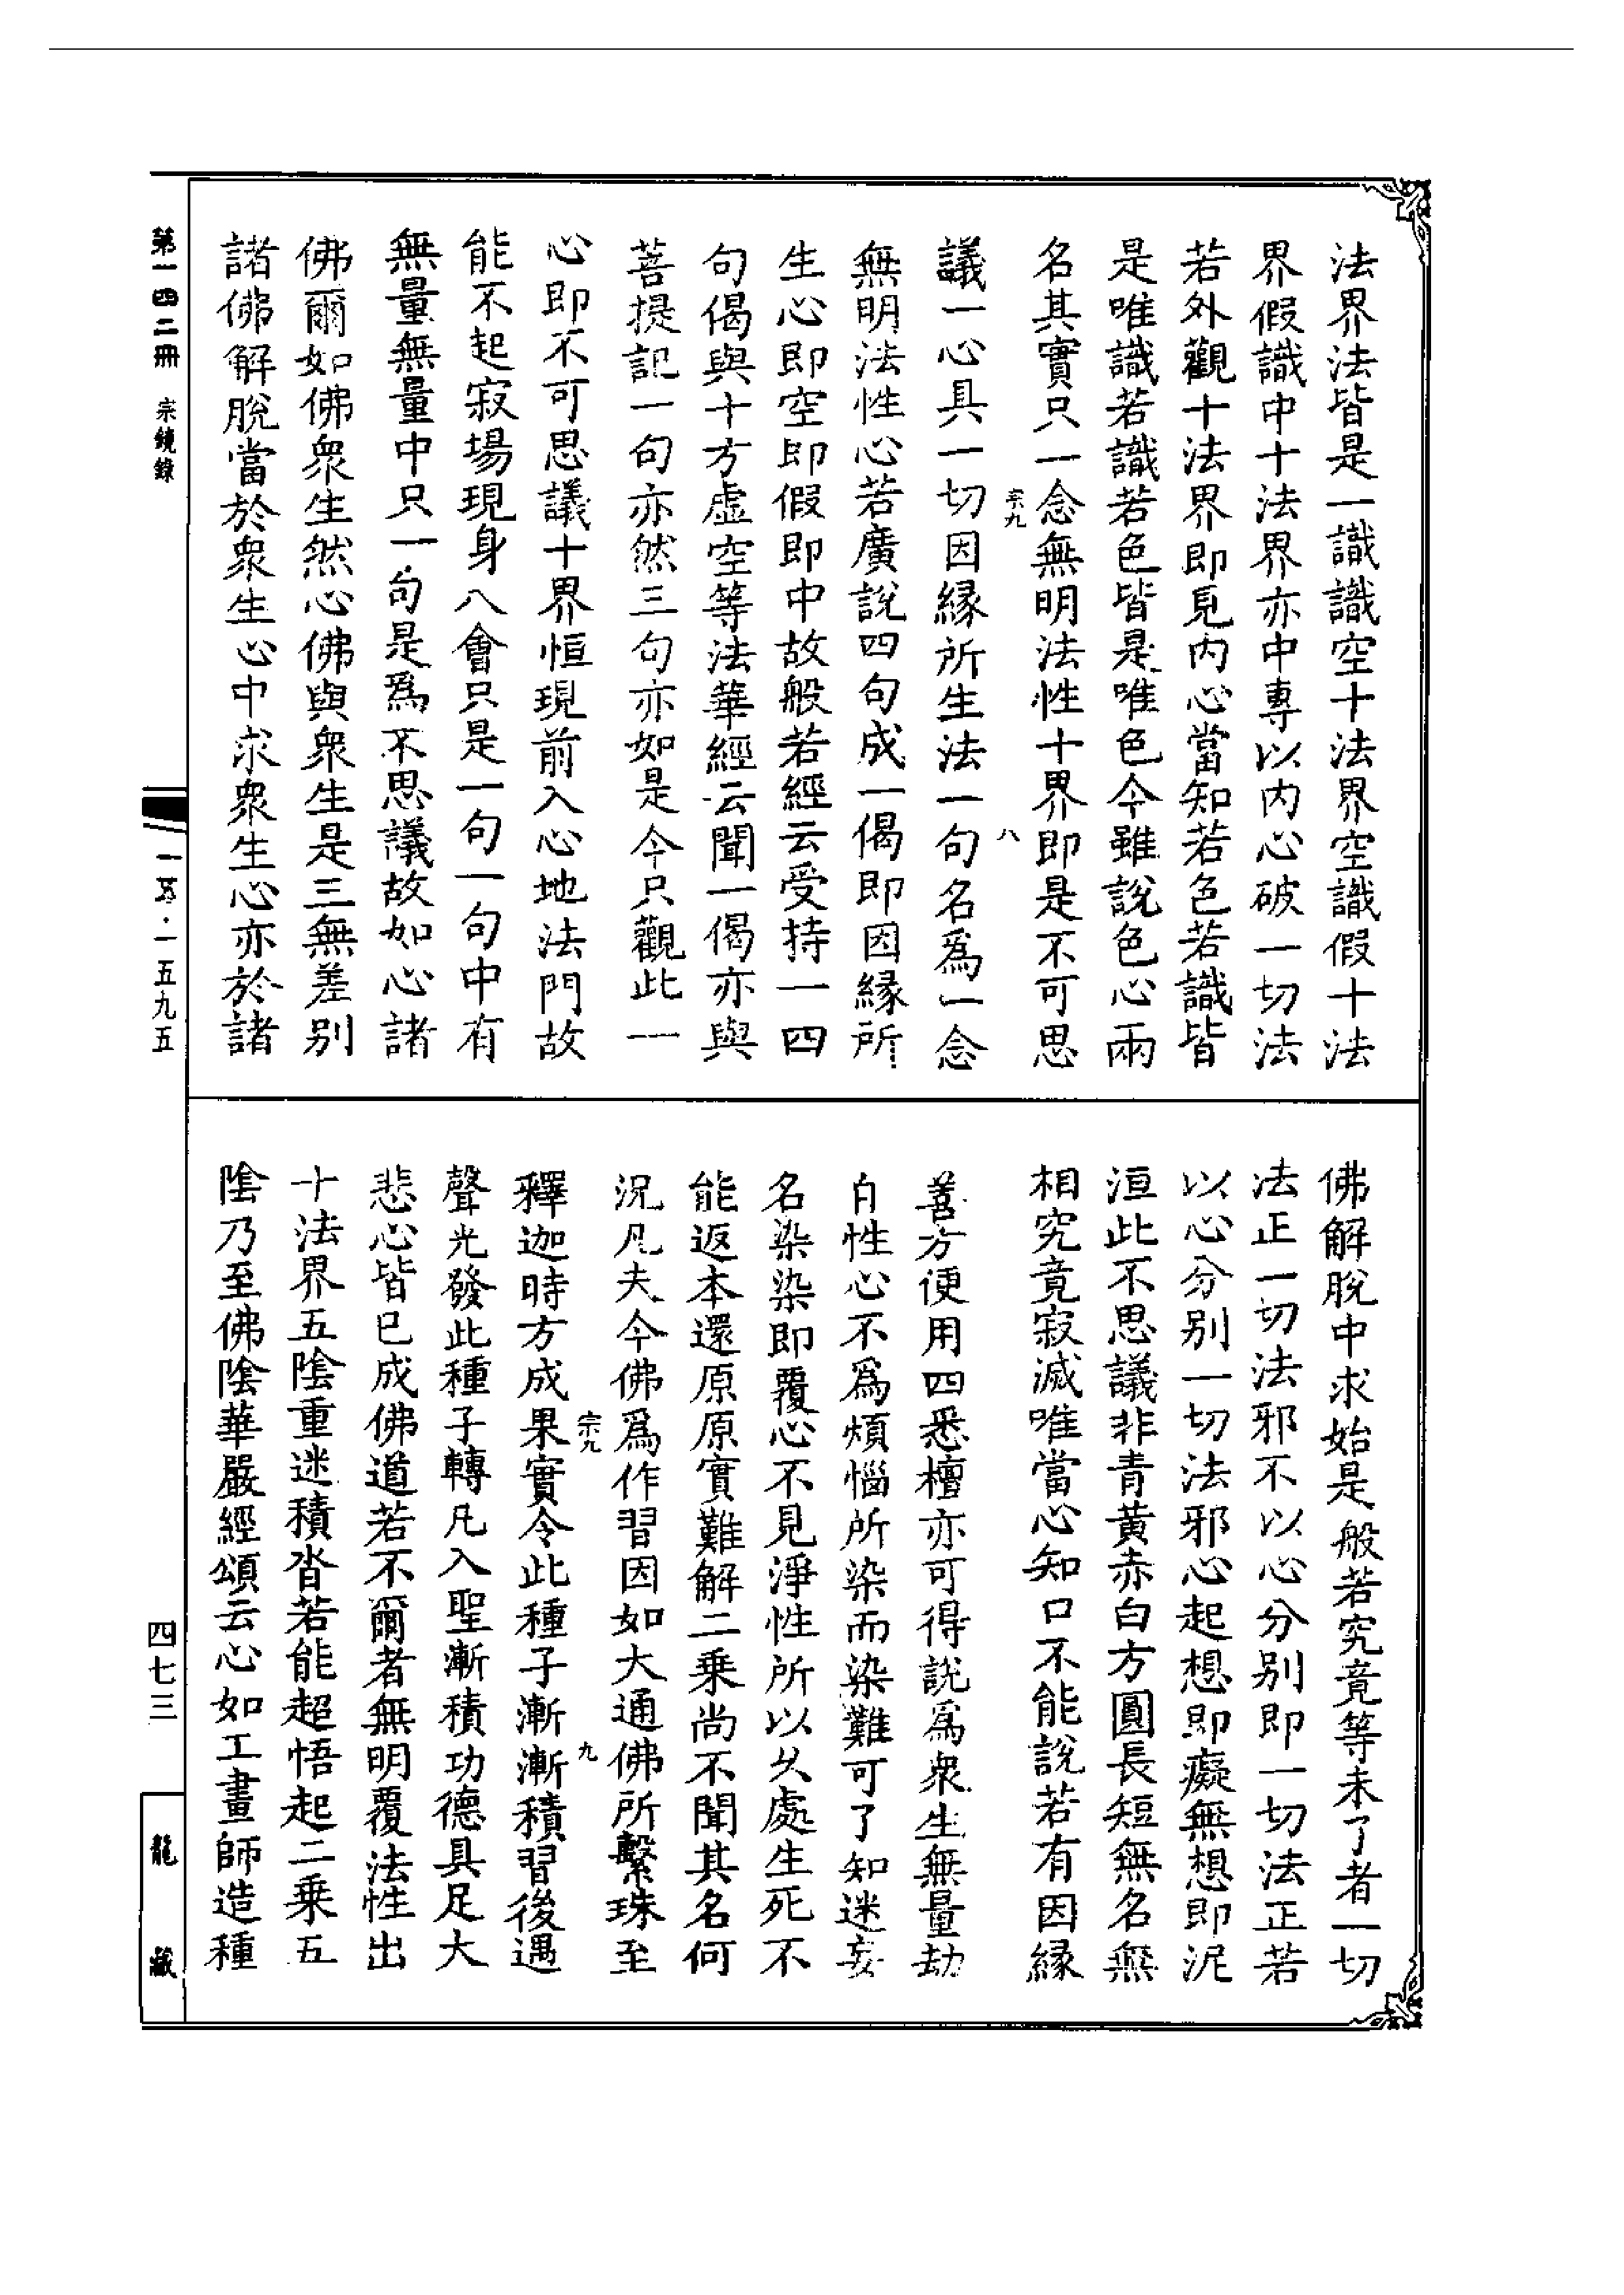 法界法皆是一識識空十法界空識假十法
界假識中十法界亦中專以内心破一切法
若外觀十法界即見内心當知若色若識皆
是唯識若識若色皆是唯色今雖說色心兩
名其實只一念無明法性十界即是不可思
宗九
八
議一心具一切因緣所生法一句名爲一念
無明法性心若廣說四句成一偈即因緣所
生心即空即假即中故般若經云受持一四
句偈與十方虛空等法華經云聞一偈亦與
菩提記一句亦然三句亦如是今只觀此一
心即不可思議十界恒現前入心地法門故
能不起寂場現身八會只是一句一句中有
無量無量中只一句是爲不思議故如心諸
佛爾如佛衆生然心佛與衆生是三無差别
諸佛解脫當於衆生心中求衆生心亦於諸
佛解脫中求始是般若究竟等未了者一切
法正一切法邪不以心分别即一切法正若
以心分别一切法邪心起想即癡無想即泥
洹此不思議非青黄赤白方圓長短無名無
相究竟寂滅唯當心知口不能說若有因緣
善方便用四悉檀亦可得說爲衆生無量劫
自性心不爲煩惱所染而染難可了知迷妄
名染染即覆心不見淨性所以久處生死不
能返本還原原實難解二乘尚不聞其名何
況凡夫今佛爲作習因如大通佛所繫珠至
宗九
九
釋迦時方成果實令此種子漸漸積習後遇
聲光發此種子轉凡入聖漸積功德具足大
悲心皆已成佛道若不爾者無明覆法性出
十法界五陰重迷積沓若能超悟起二乘五
陰乃至佛陰華嚴經頌云心如工畫師造種
第一四二冊 宗鏡錄
·一五九五
四七三
龍藏